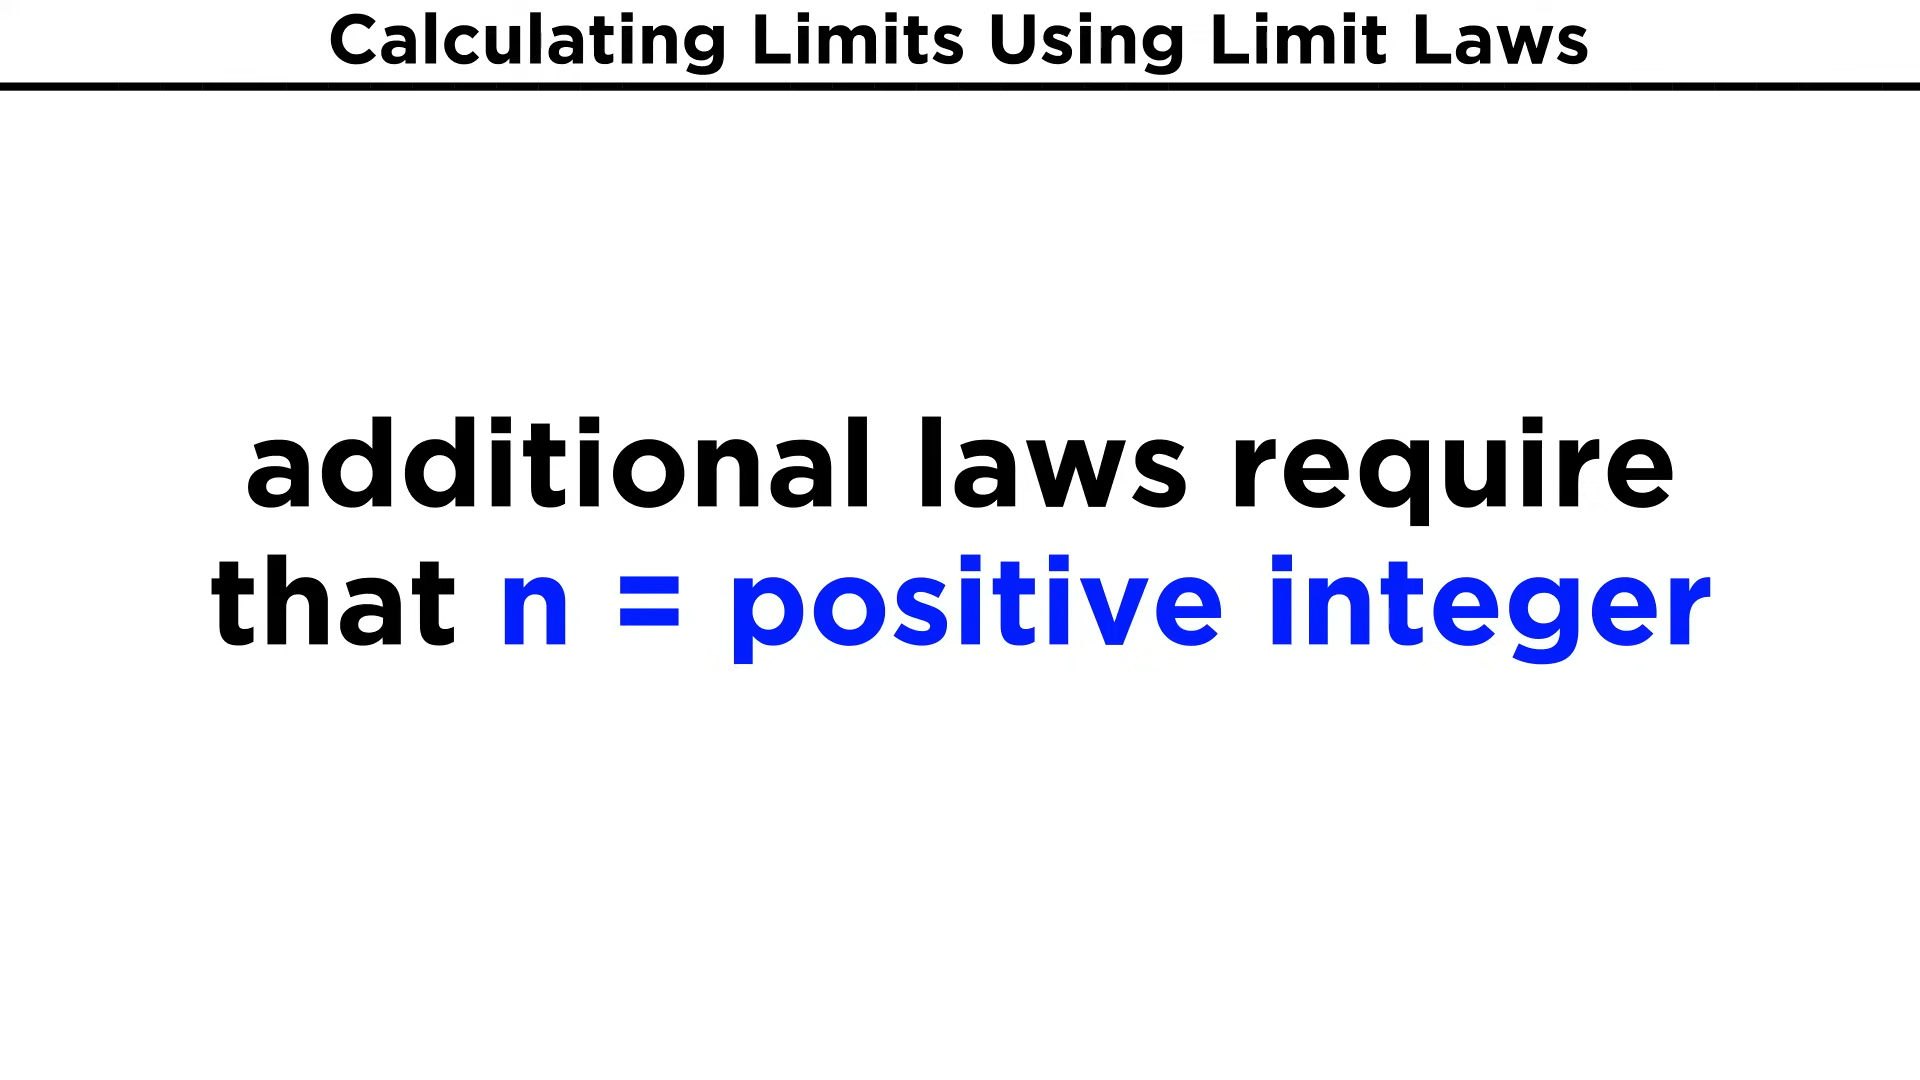 Calculating Limits Using Limit Laws
additional laws require
that n = positive integer